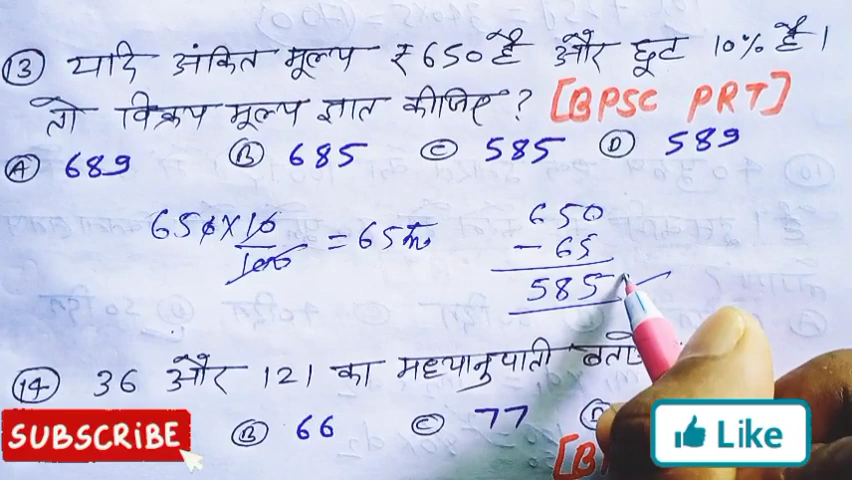 (13) यदि अंकित मूल्य ₹650 है और छूट 10% है।
तो विक्रय मूल्य ज्ञात कीजिए? [BPSC PRT]
(A) 689 (B) 685 (C) 585 (D) 589
650×10/100 = 65
650
- 65
585
(14) 36 और 121 का मध्यानुपाती
(B) 66 (C) 77
SUBSCRIBE
Like